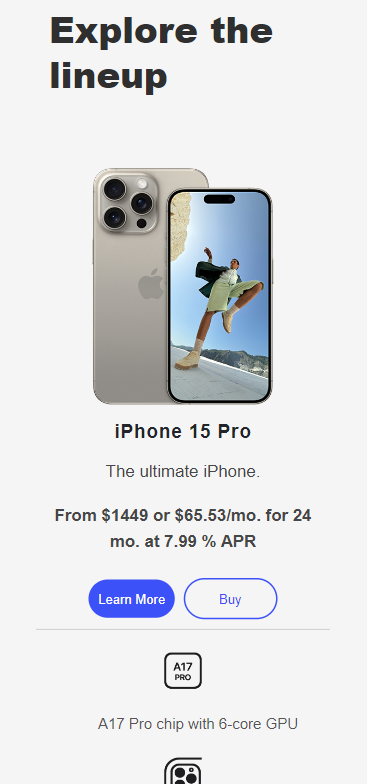 Explore the
lineup
iPhone 15 Pro
The ultimate iPhone.
From $1449 or $65.53/mo. for 24
mo. at 7.99 % APR
Learn More
Buy
A17
PRO
A17 Pro chip with 6-core GPU